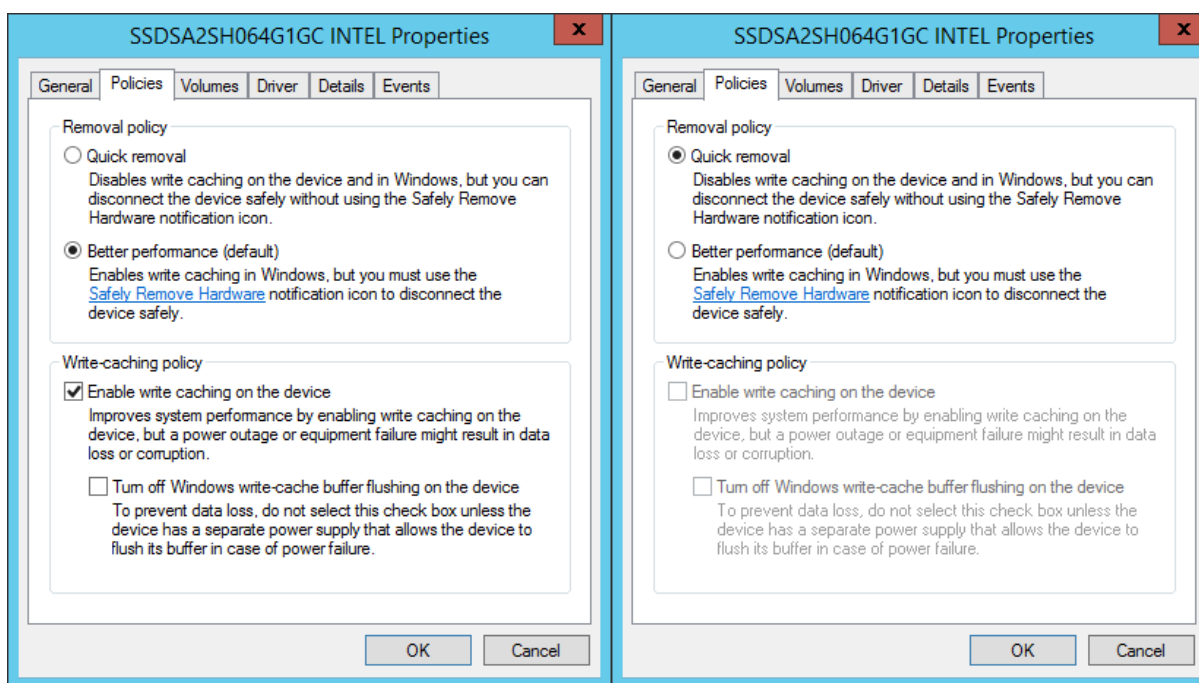 SSDSA2SH064G1GC INTEL Properties
x
General
Policies
Volumes
Driver
Details
Events
Removal policy
Quick removal
Disables write caching on the device and in Windows, but you can
disconnect the device safely without using the Safely Remove
Hardware notification icon.
Better performance (default)
Enables write caching in Windows, but you must use the
Safely Remove Hardware notification icon to disconnect the
device safely.
Write-caching policy
Enable write caching on the device
Improves system performance by enabling write caching on the
device, but a power outage or equipment failure might result in data
loss or corruption.
Turn off Windows write-cache buffer flushing on the device
To prevent data loss, do not select this check box unless the
device has a separate power supply that allows the device to
flush its buffer in case of power failure.
OK
Cancel
SSDSA2SH064G1GC INTEL Properties
x
General
Policies
Volumes
Driver
Details
Events
Removal policy
Quick removal
Disables write caching on the device and in Windows, but you can
disconnect the device safely without using the Safely Remove
Hardware notification icon.
Better performance (default)
Enables write caching in Windows, but you must use the
Safely Remove Hardware notification icon to disconnect the
device safely.
Write-caching policy
Enable write caching on the device
Improves system performance by enabling write caching on the
device, but a power outage or equipment failure might result in data
loss or corruption.
Turn off Windows write-cache buffer flushing on the device
To prevent data loss, do not select this check box unless the
device has a separate power supply that allows the device to
flush its buffer in case of power failure.
OK
Cancel